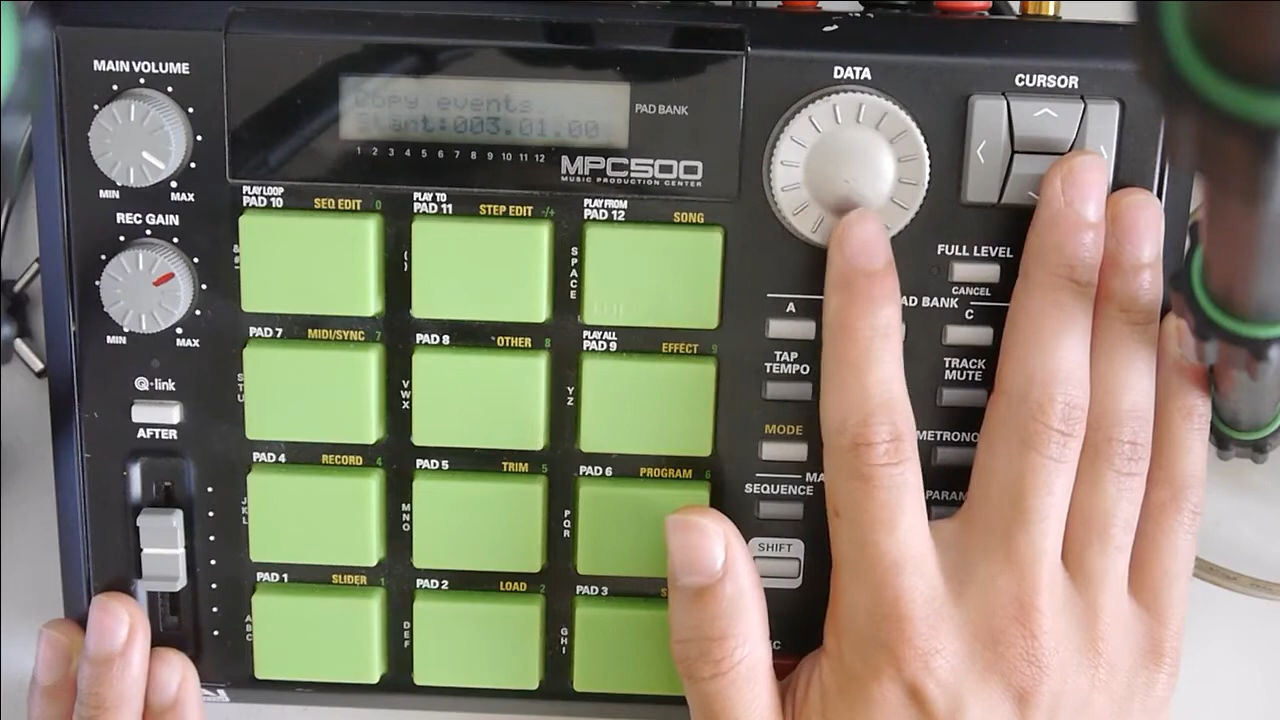 MAIN VOLUME
MIN
MAX
REC GAIN
MIN
MAX
Q-link
AFTER
Copy events
Start:003.01.00
PAD BANK
1 2 3 4 5 6 7 8 9 10 11 12
MPC500
MUSIC PRODUCTION CENTER
DATA
CURSOR
PLAY LOOP
PAD 10 SEQ EDIT 0
PLAY TO
PAD 11 STEP EDIT -/+
PLAY FROM
PAD 12 SONG
( )
SPACE
PAD 7 MIDI/SYNC 7
PAD 8 OTHER 8
PLAY ALL
PAD 9 EFFECT 9
STU
VWX
YZ
PAD 4 RECORD 4
PAD 5 TRIM 5
PAD 6 PROGRAM 6
JKL
MNO
PQR
PAD 1 SLIDER 1
PAD 2 LOAD 2
PAD 3
ABC
DEF
GHI
FULL LEVEL
CANCEL
AD BANK
A
C
TAP
TEMPO
TRACK
MUTE
MODE
METRONO
MA
SEQUENCE
PARAM
SHIFT